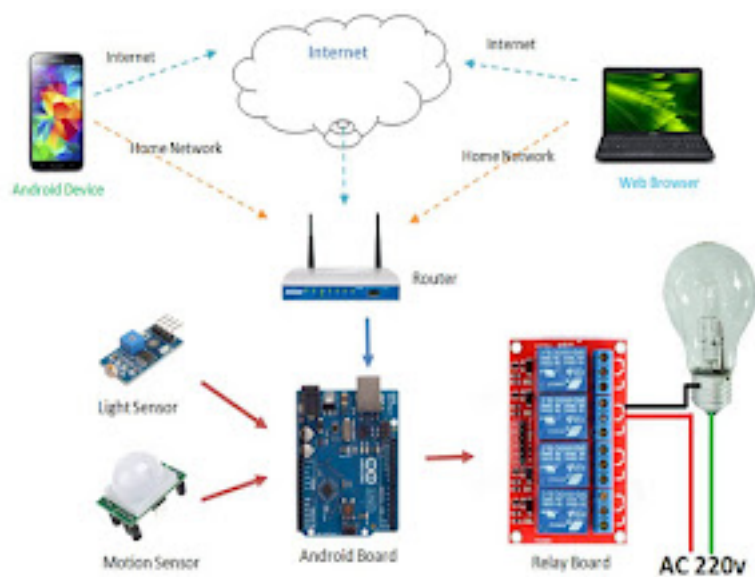 Internet
Internet
Internet
Home Network
Home Network
Android Device
Web Browser
Router
Light Sensor
Motion Sensor
Android Board
Relay Board
AC 220v